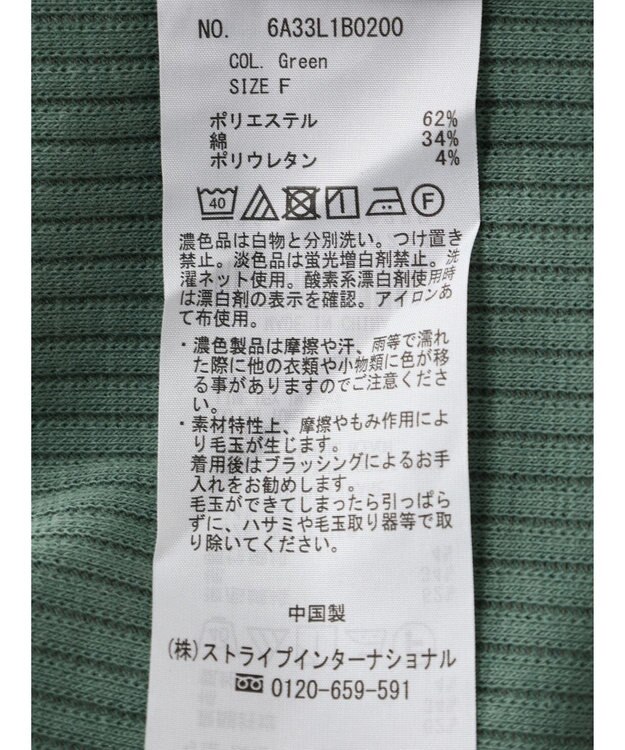 NO. 6A33L1B0200
COL. Green
SIZE F
ポリエステル 62%
綿 34%
ポリウレタン 4%
40 F
濃色品は白物と分別洗い。つけ置き
禁止。淡色品は蛍光増白剤禁止。洗
濯ネット使用。酸素系漂白剤使用時
は漂白剤の表示を確認。アイロンあ
て布使用。
・濃色製品は摩擦や汗、雨等で濡れ
た際に他の衣類や小物類に色が移
る事がありますのでご注意くださ
い。
・素材特性上、摩擦やもみ作用によ
り毛玉が生じます。
着用後はブラッシングによるお手
入れをお勧めします。
毛玉ができてしまったら引っぱら
ずに、ハサミや毛玉取り器等で取
り除いてください。
中国製
(株)ストライプインターナショナル
0120-659-591